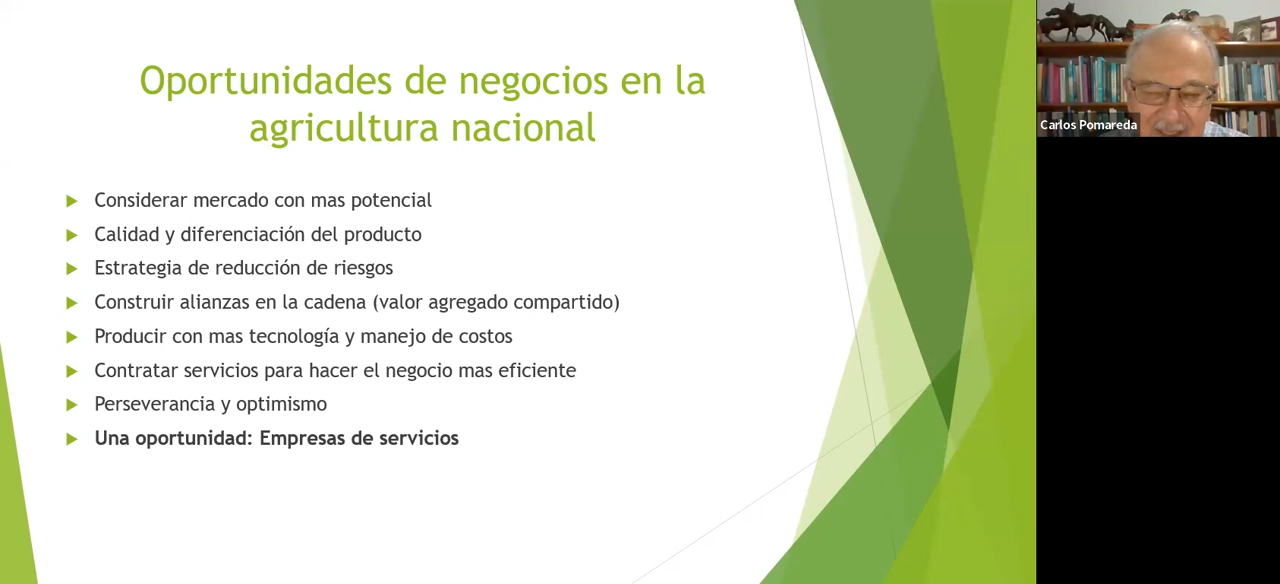 Oportunidades de negocios en la
agricultura nacional
Considerar mercado con mas potencial
Calidad y diferenciación del producto
Estrategia de reducción de riesgos
Construir alianzas en la cadena (valor agregado compartido)
Producir con mas tecnología y manejo de costos
Contratar servicios para hacer el negocio mas eficiente
Perseverancia y optimismo
Una oportunidad: Empresas de servicios
Carlos Pomareda